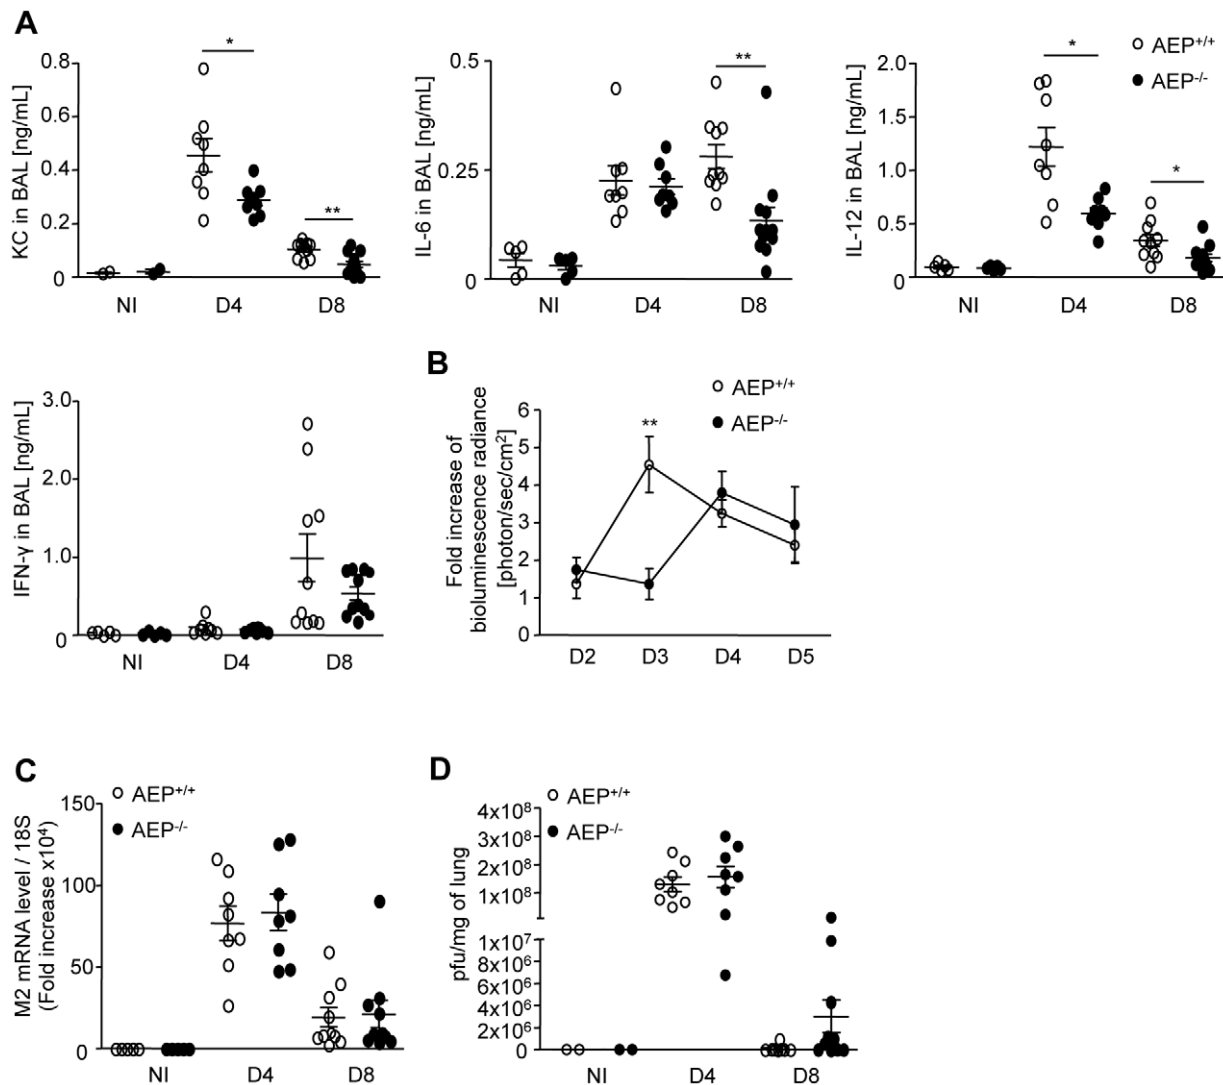 A
KC in BAL [ng/mL]
0.8
0.6
0.4
0.2
0
*
**
NI D4 D8
IL-6 in BAL [ng/mL]
0.5
0.25
0
**
NI D4 D8
IL-12 in BAL [ng/mL]
2.0
1.5
1.0
0.5
0
*
*
NI D4 D8
AEP+/+
AEP-/-
IFN-γ in BAL [ng/mL]
3.0
2.0
1.0
0
NI D4 D8
B
Fold increase of
bioluminescence radiance
[photon/sec/cm²]
6
5
4
3
2
1
0
**
AEP+/+
AEP-/-
D2 D3 D4 D5
C
M2 mRNA level / 18S
(Fold increase x10⁴)
150
100
50
0
AEP+/+
AEP-/-
NI D4 D8
D
pfu/mg of lung
4x10⁸
3x10⁸
2x10⁸
1x10⁸
1x10⁷
8x10⁶
6x10⁶
4x10⁶
2x10⁶
0
AEP+/+
AEP-/-
NI D4 D8